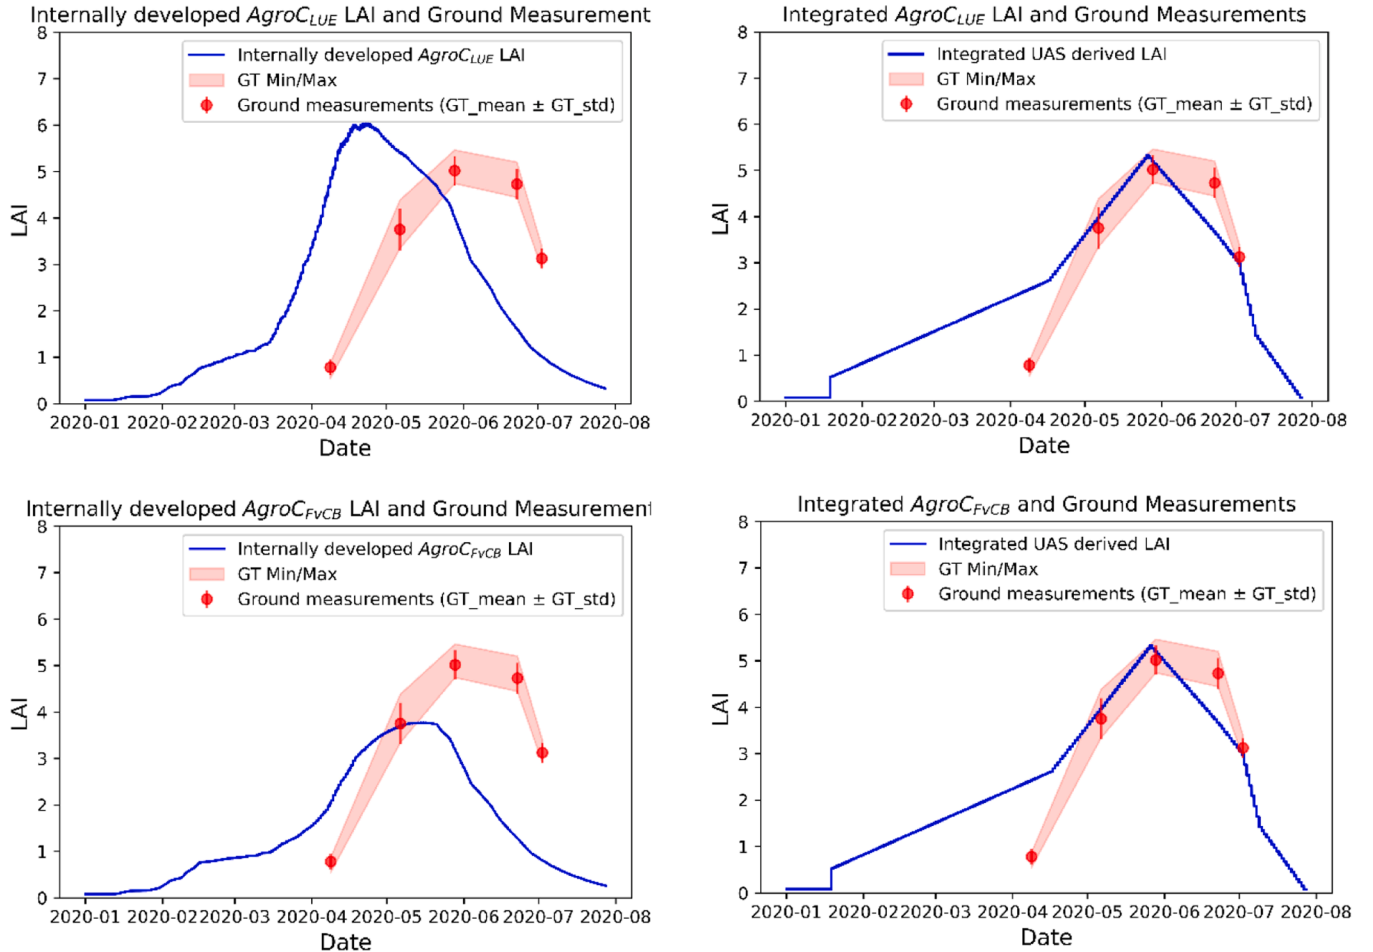 Internally developed AgroC_LUE LAI and Ground Measurement
8
Internally developed AgroC_LUE LAI
GT Min/Max
Ground measurements (GT_mean ± GT_std)
7
6
5
4
3
2
1
0
LAI
2020-01 2020-02 2020-03 2020-04 2020-05 2020-06 2020-07 2020-08
Date
Integrated AgroC_LUE LAI and Ground Measurements
8
Integrated UAS derived LAI
GT Min/Max
Ground measurements (GT_mean ± GT_std)
7
6
5
4
3
2
1
0
LAI
2020-01 2020-02 2020-03 2020-04 2020-05 2020-06 2020-07 2020-08
Date
Internally developed AgroC_FvCB LAI and Ground Measurement
8
Internally developed AgroC_FvCB LAI
GT Min/Max
Ground measurements (GT_mean ± GT_std)
7
6
5
4
3
2
1
0
LAI
2020-01 2020-02 2020-03 2020-04 2020-05 2020-06 2020-07 2020-08
Date
Integrated AgroC_FvCB and Ground Measurements
8
Integrated UAS derived LAI
GT Min/Max
Ground measurements (GT_mean ± GT_std)
7
6
5
4
3
2
1
0
LAI
2020-01 2020-02 2020-03 2020-04 2020-05 2020-06 2020-07 2020-08
Date